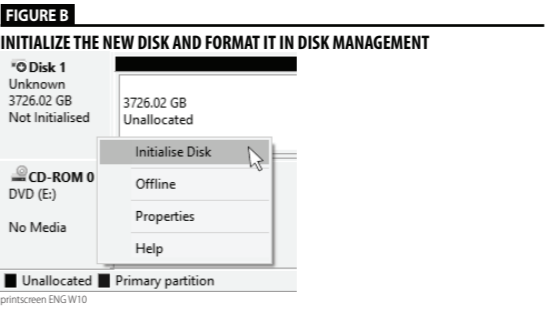 FIGURE B
INITIALIZE THE NEW DISK AND FORMAT IT IN DISK MANAGEMENT
Disk 1
Unknown
3726.02 GB
Not Initialised
3726.02 GB
Unallocated
Initialise Disk
Offline
Properties
Help
CD-ROM 0
DVD (E:)
No Media
Unallocated Primary partition
printscreen ENG W10